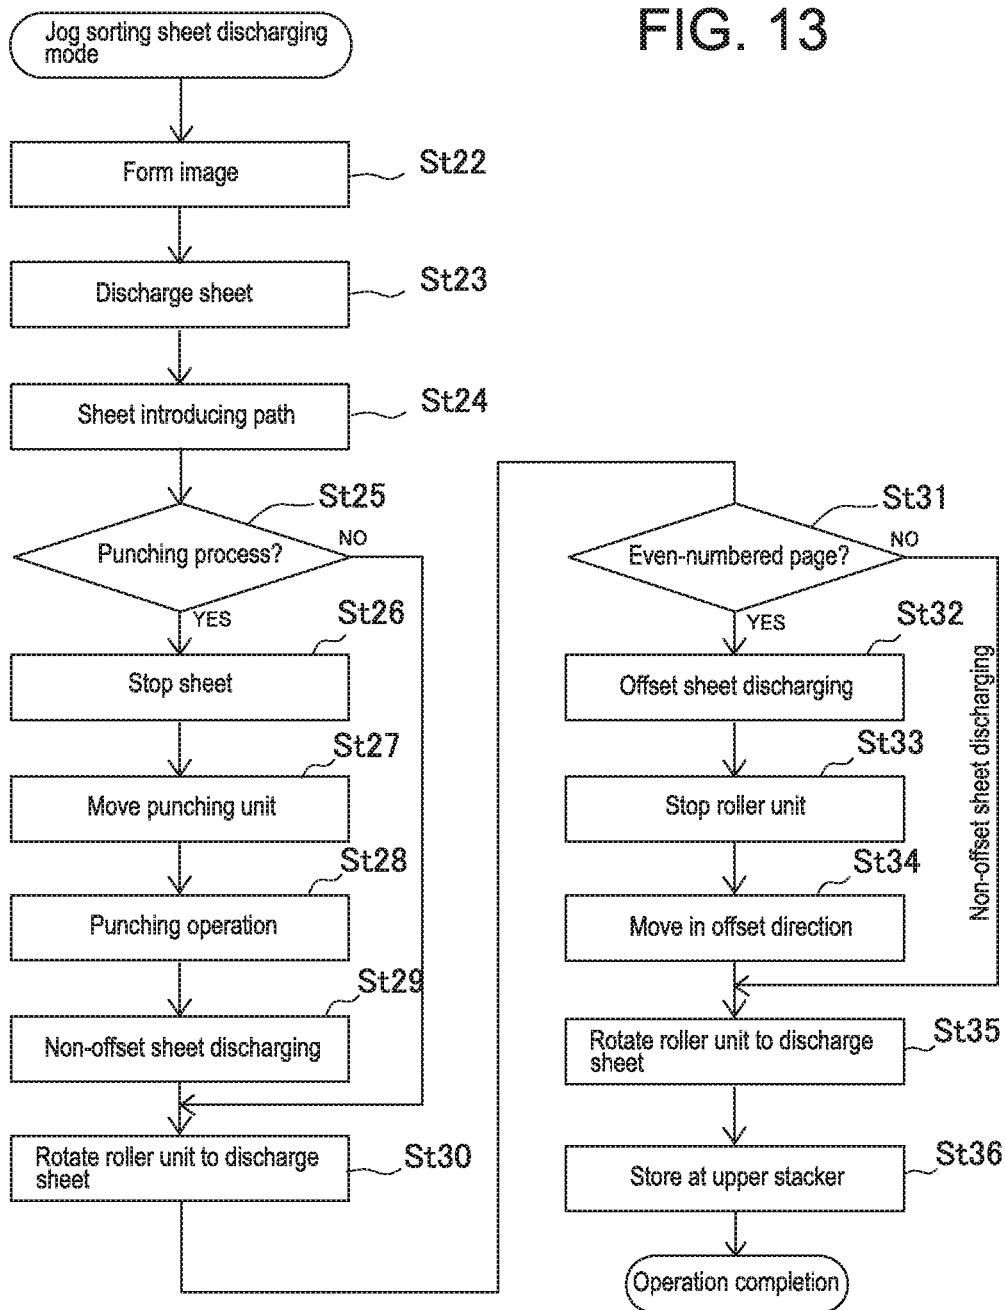 FIG. 13
Jog sorting sheet discharging
mode
Form image
St22
Discharge sheet
St23
Sheet introducing path
St24
Punching process?
St25
NO
YES
Stop sheet
St26
Move punching unit
St27
Punching operation
St28
Non-offset sheet discharging
St29
Rotate roller unit to discharge
sheet
St30
Even-numbered page?
St31
NO
YES
Non-offset sheet discharging
Offset sheet discharging
St32
Stop roller unit
St33
Move in offset direction
St34
Rotate roller unit to discharge
sheet
St35
Store at upper stacker
St36
Operation completion